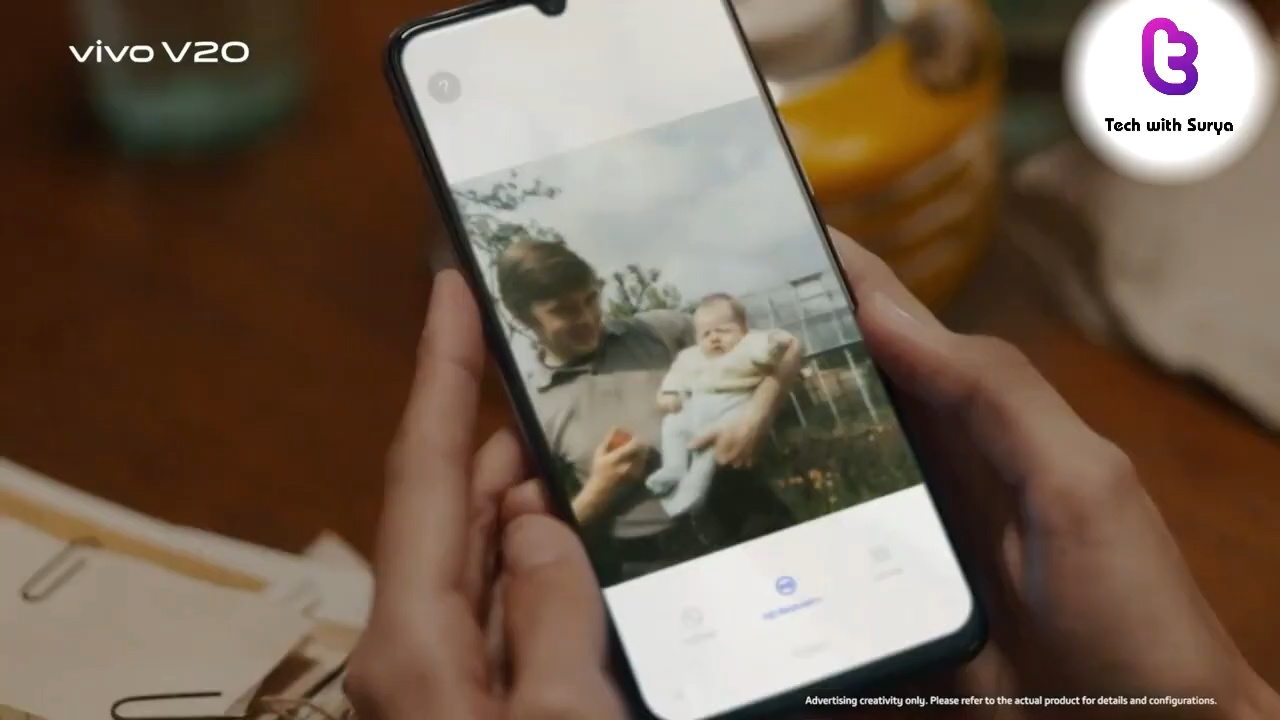 vivo V20
Tech with Surya
Advertising creativity only. Please refer to the actual product for details and configurations.